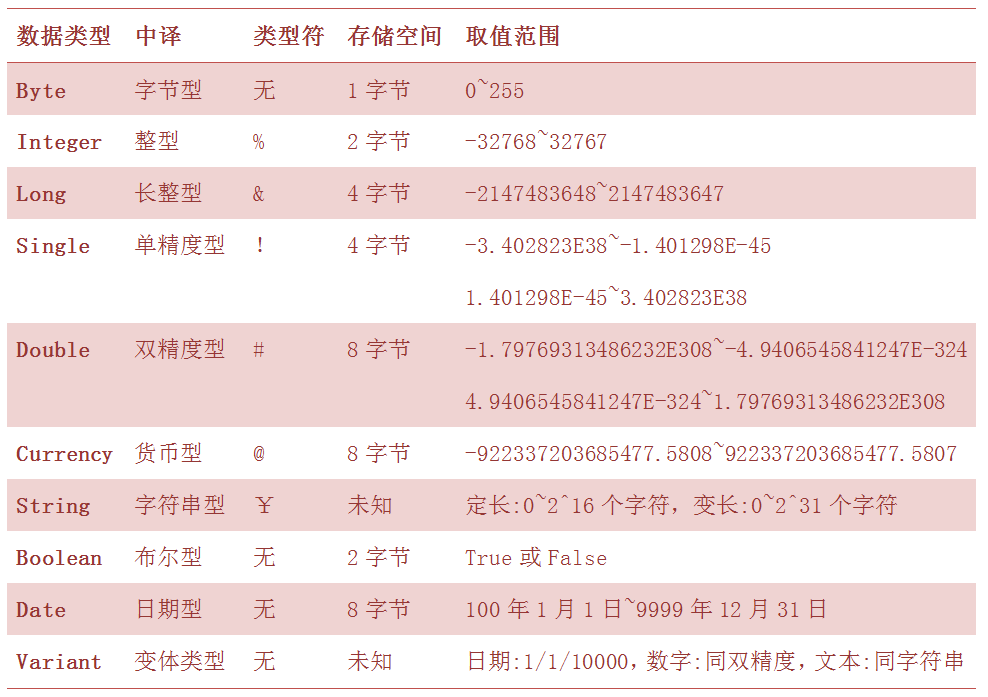 数据类型 中译 类型符 存储空间 取值范围
Byte 字节型 无 1 字节 0~255
Integer 整型 % 2 字节 -32768~32767
Long 长整型 & 4 字节 -2147483648~2147483647
Single 单精度型 ! 4 字节 -3.402823E38~-1.401298E-45
1.401298E-45~3.402823E38
Double 双精度型 # 8 字节 -1.79769313486232E308~-4.9406545841247E-324
4.9406545841247E-324~1.79769313486232E308
Currency 货币型 @ 8 字节 -922337203685477.5808~922337203685477.5807
String 字符串型 ￥ 未知 定长:0~2^16 个字符，变长:0~2^31 个字符
Boolean 布尔型 无 2 字节 True 或 False
Date 日期型 无 8 字节 100 年 1 月 1 日~9999 年 12 月 31 日
Variant 变体类型 无 未知 日期:1/1/10000，数字:同双精度，文本:同字符串